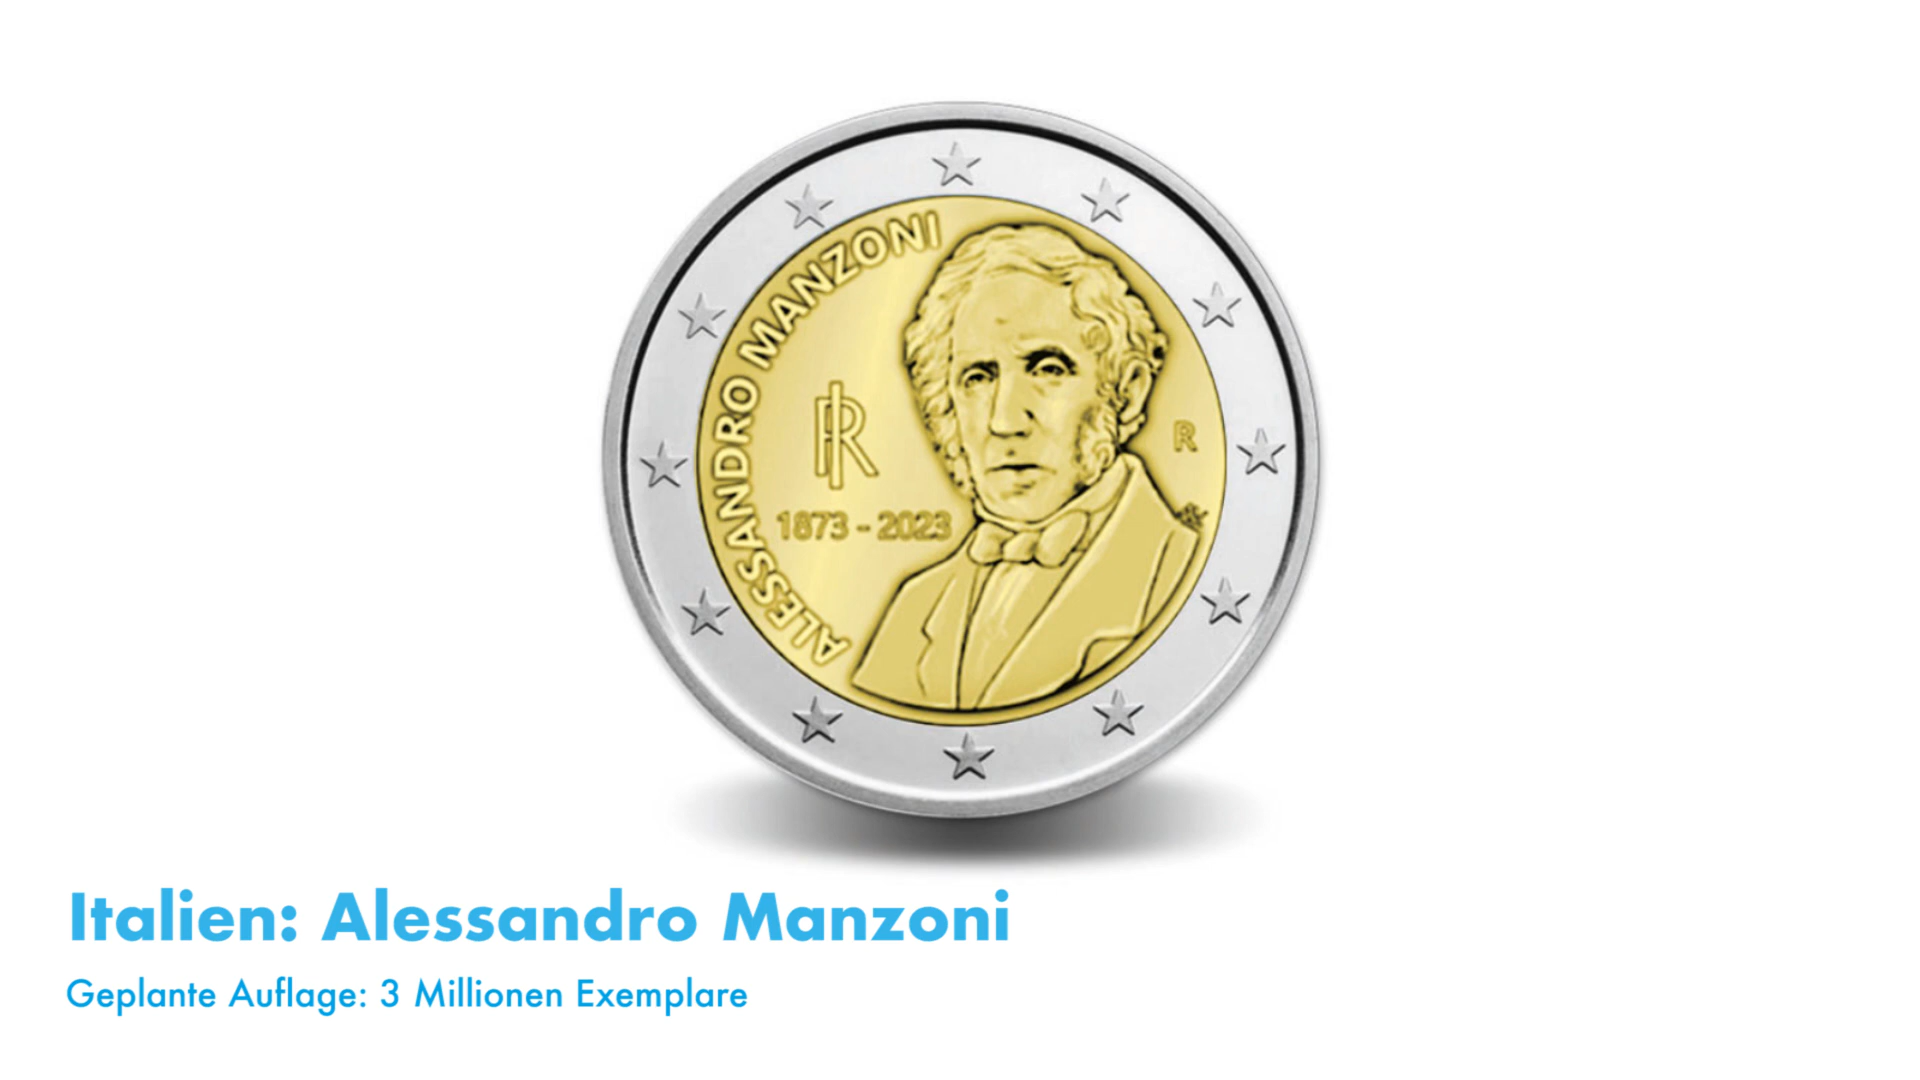 ALESSANDRO MANZONI
RI
R
1873 - 2023
Italien: Alessandro Manzoni
Geplante Auflage: 3 Millionen Exemplare